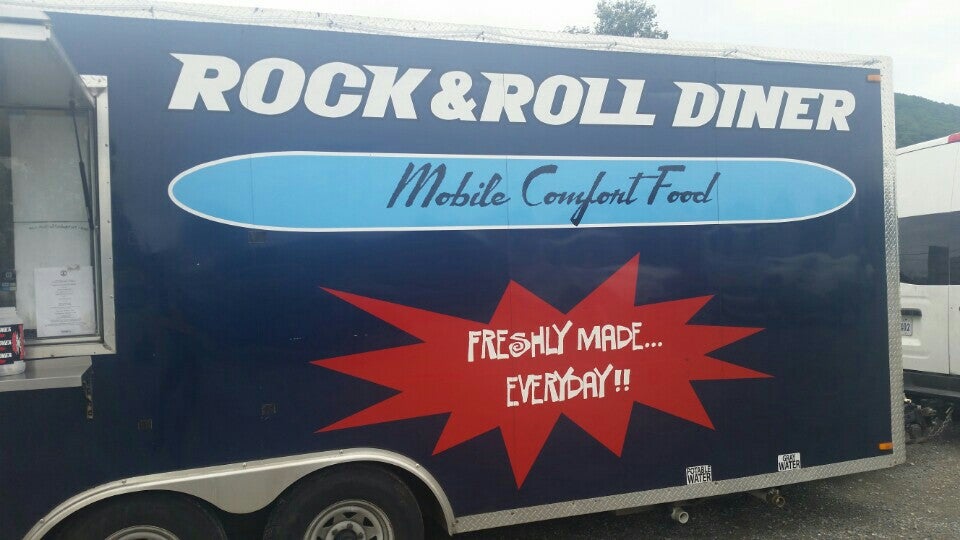 ROCK & ROLL DINER
Mobile Comfort Food
FRESHLY MADE...
EVERYDAY!!
POTABLE
WATER
GRAY
WATER